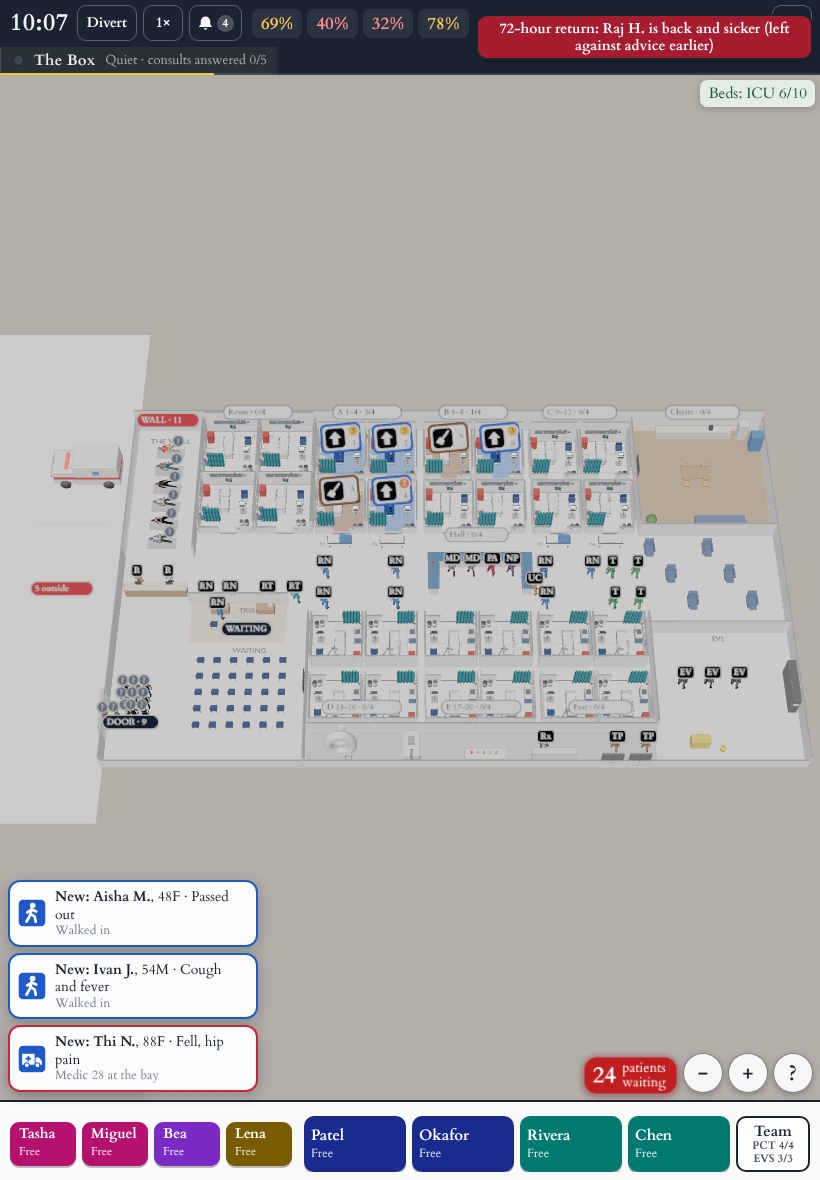 10:07
Divert
1×
4
69%
40%
32%
78%
72-hour return: Raj H. is back and sicker (left
against advice earlier)
The Box
Quiet · consults answered 0/5
Beds: ICU 6/10
WALL · 11
Resus · 0/8
A 1–4 · 3/4
B 5–8 · 1/4
C 9–12 · 0/4
Chairs · 0/4
Hall · 0/4
RN
RN
MD
MD
PA
NP
RN
RN
T
T
R
R
RN
RN
RT
RT
UC
RN
RN
RN
RN
T
T
5 outside
WAITING
WAITING
EVS
EV
EV
EV
D 13–16 · 0/4
E 17–20 · 0/4
Fast · 0/4
DOOR · 9
Rx
TP
TP
New: Aisha M., 48F · Passed
out
Walked in
New: Ivan J., 54M · Cough
and fever
Walked in
New: Thi N., 88F · Fell, hip
pain
Medic 28 at the bay
24 patients
waiting
−
+
?
Tasha
Free
Miguel
Free
Bea
Free
Lena
Free
Patel
Free
Okafor
Free
Rivera
Free
Chen
Free
Team
PCT 4/4
EVS 3/3